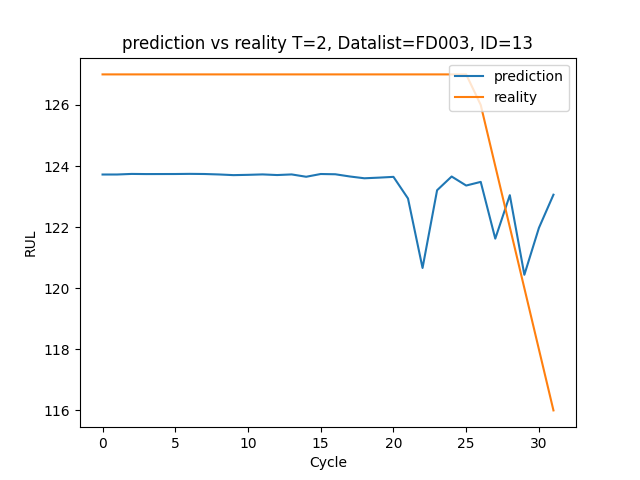 prediction vs reality T=2, Datalist=FD003, ID=13
prediction
reality
RUL
126
124
122
120
118
116
0 5 10 15 20 25 30
Cycle